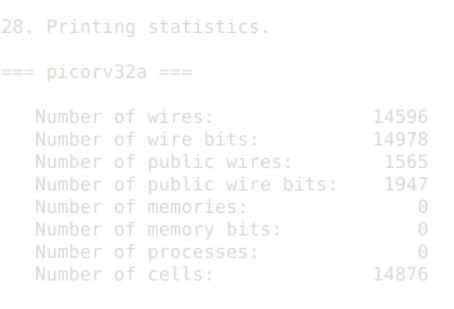 28. Printing statistics.
=== picorv32a ===
Number of wires: 14596
Number of wire bits: 14978
Number of public wires: 1565
Number of public wire bits: 1947
Number of memories: 0
Number of memory bits: 0
Number of processes: 0
Number of cells: 14876